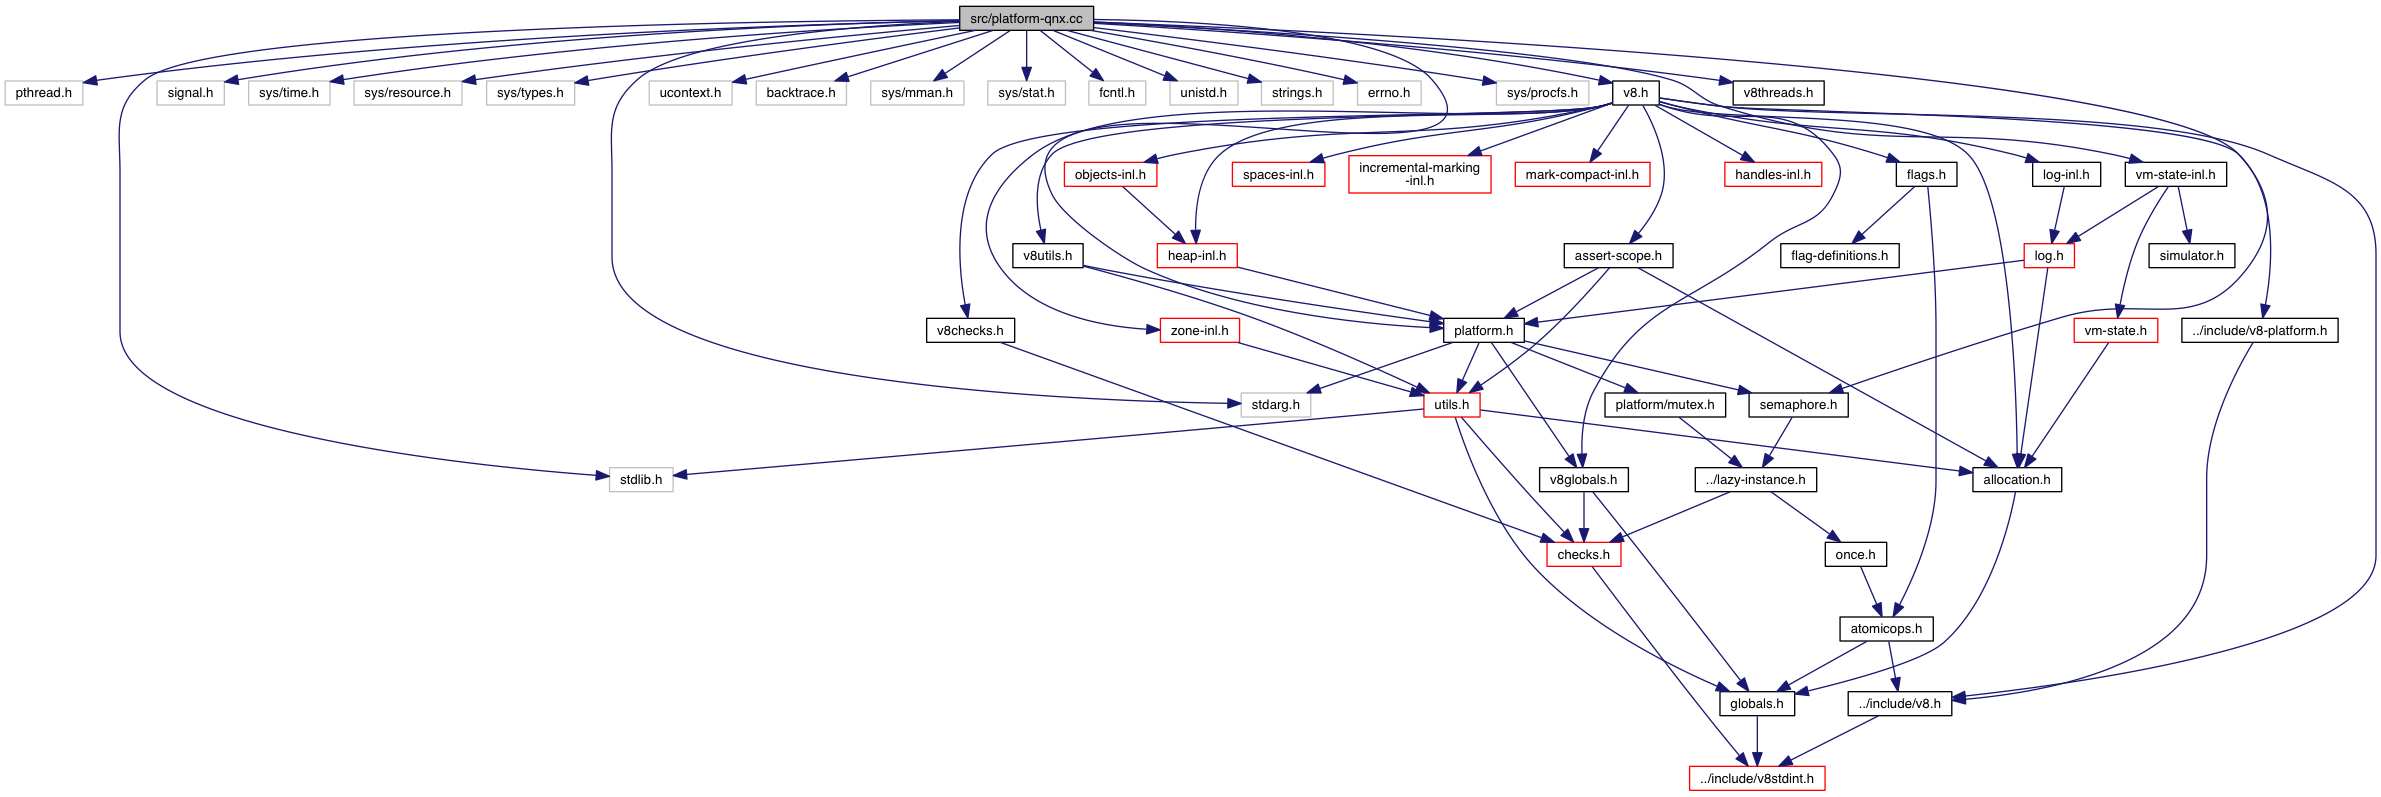 src/platform-qnx.cc
pthread.h
signal.h
sys/time.h
sys/resource.h
sys/types.h
ucontext.h
backtrace.h
sys/mman.h
sys/stat.h
fcntl.h
unistd.h
strings.h
errno.h
sys/procfs.h
v8.h
v8threads.h
objects-inl.h
spaces-inl.h
incremental-marking
-inl.h
mark-compact-inl.h
handles-inl.h
flags.h
log-inl.h
vm-state-inl.h
v8utils.h
heap-inl.h
assert-scope.h
flag-definitions.h
log.h
simulator.h
v8checks.h
zone-inl.h
platform.h
vm-state.h
../include/v8-platform.h
stdarg.h
utils.h
platform/mutex.h
semaphore.h
stdlib.h
v8globals.h
../lazy-instance.h
allocation.h
checks.h
once.h
atomicops.h
globals.h
../include/v8.h
../include/v8stdint.h